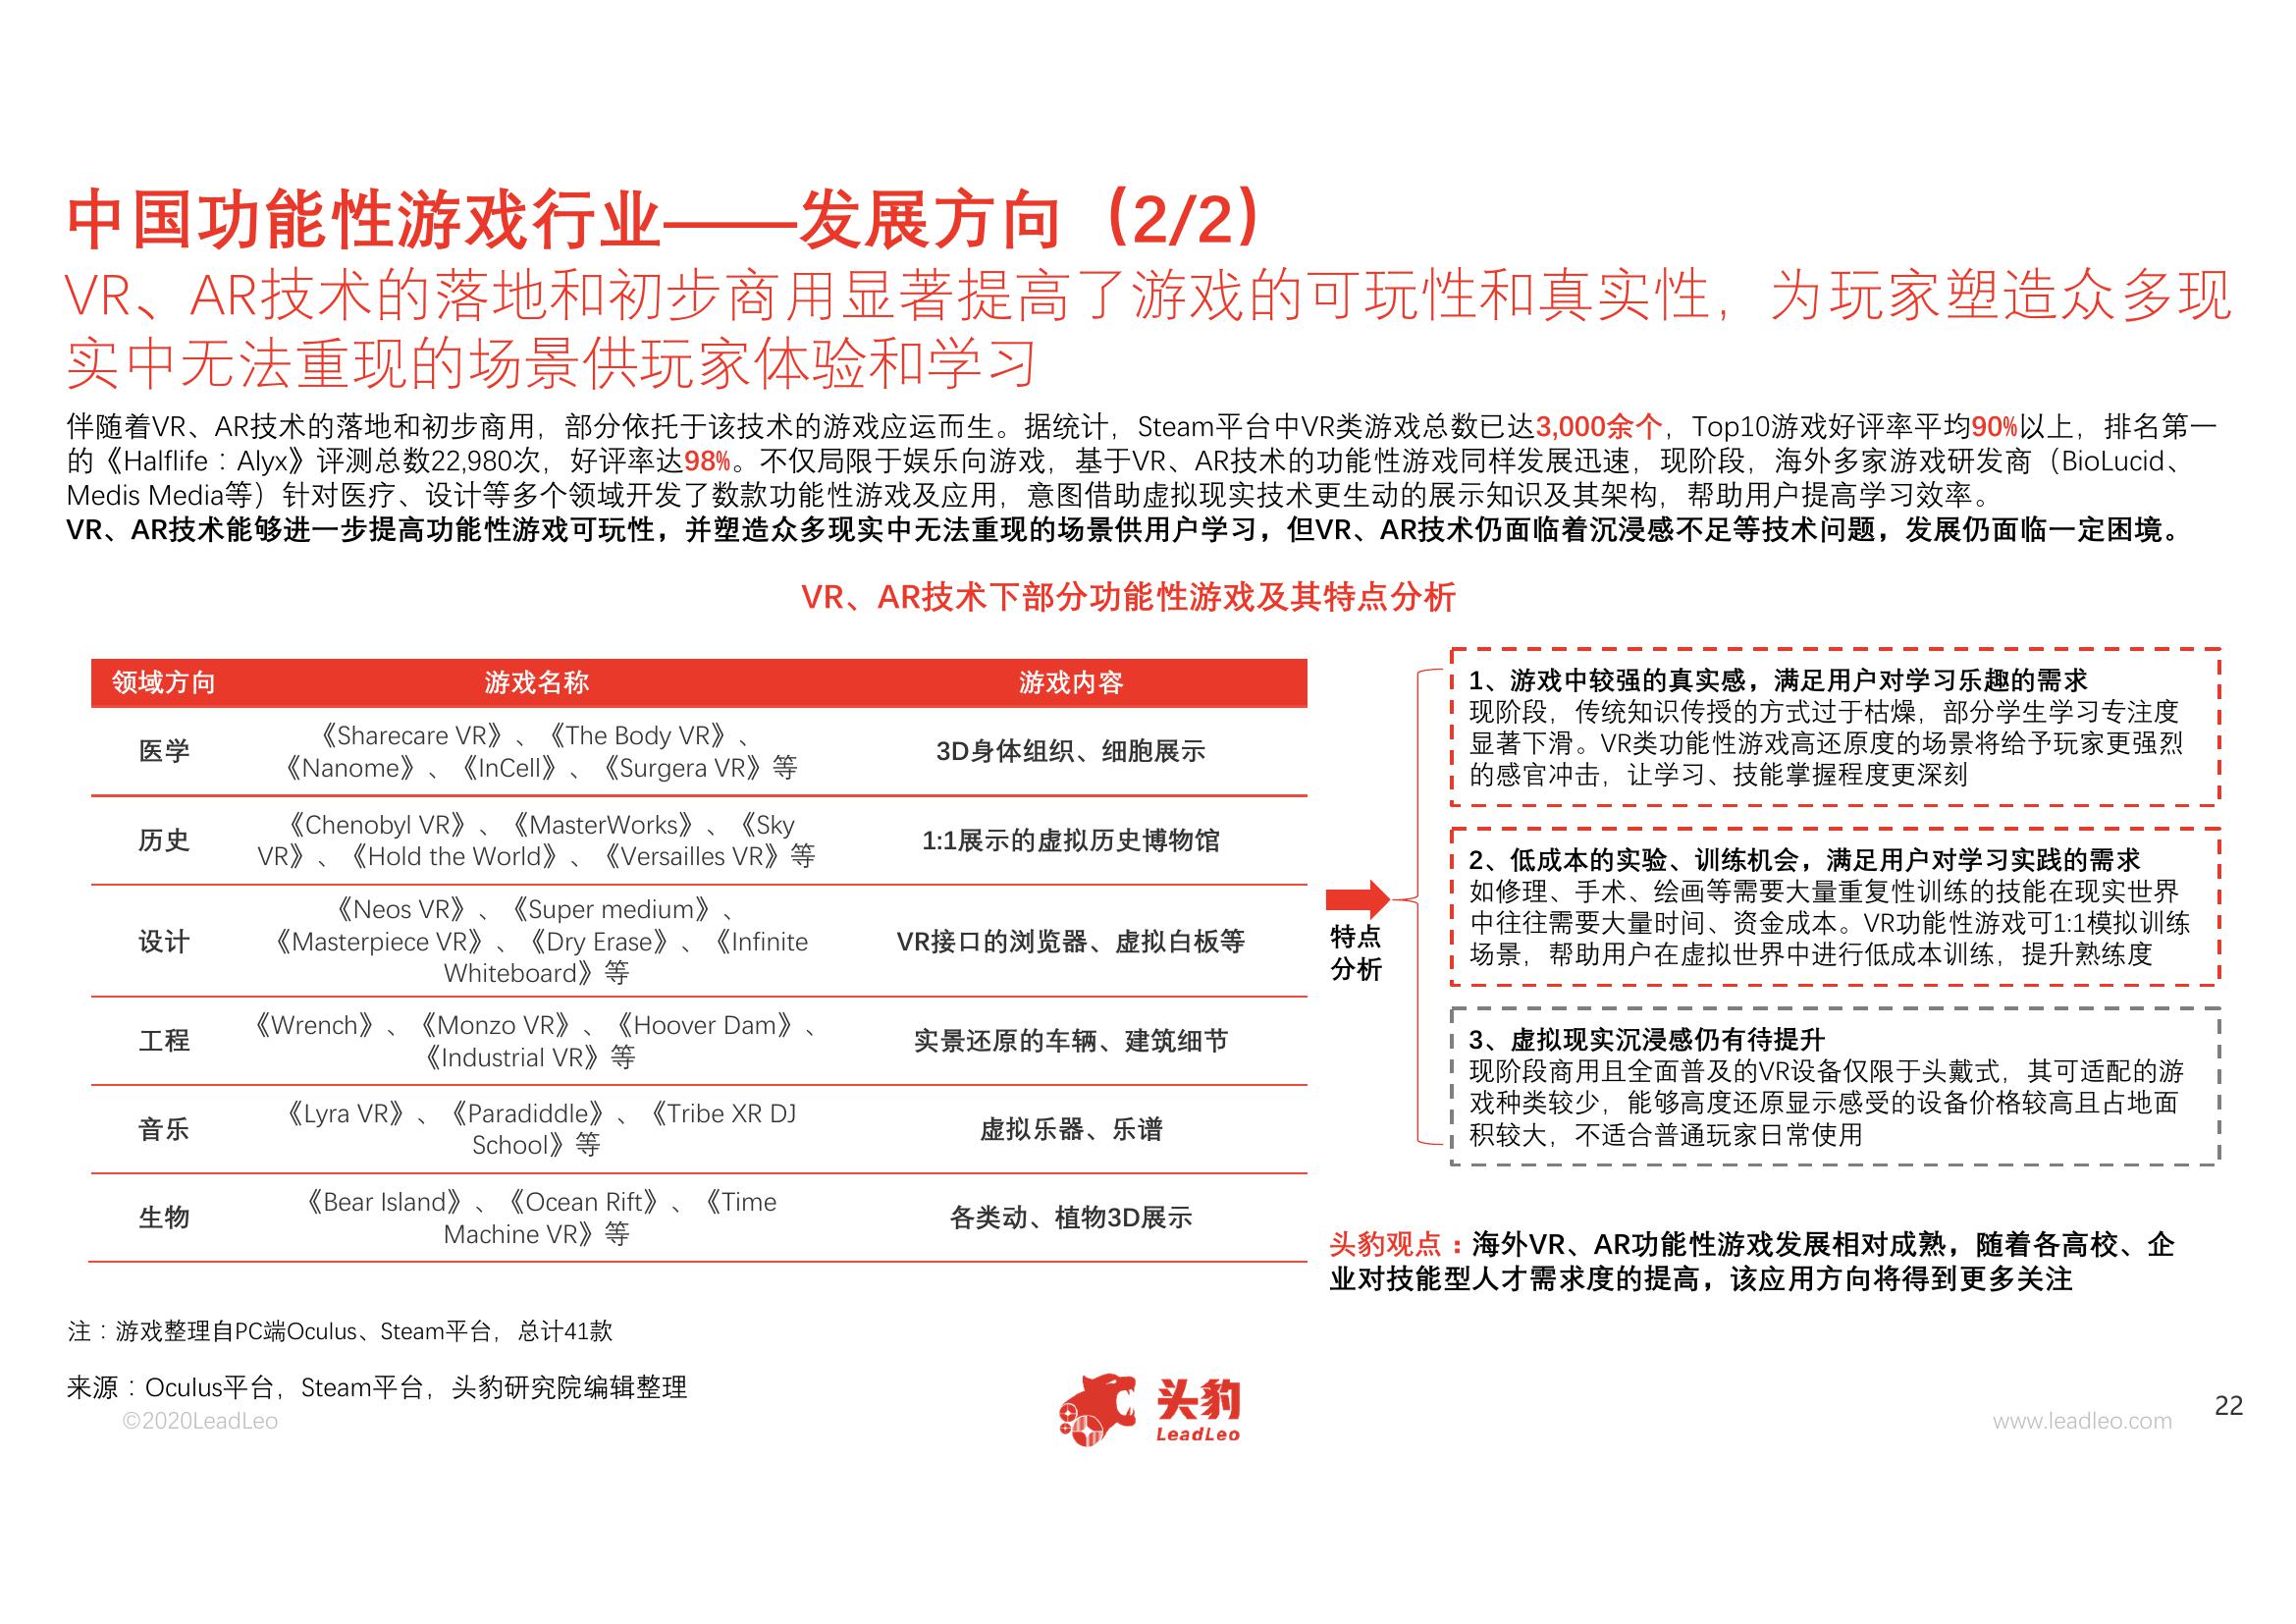 中国功能性游戏行业——发展方向（2/2）
VR、AR技术的落地和初步商用显著提高了游戏的可玩性和真实性，为玩家塑造众多现
实中无法重现的场景供玩家体验和学习
伴随着VR、AR技术的落地和初步商用，部分依托于该技术的游戏应运而生。据统计，Steam平台中VR类游戏总数已达3,000余个，Top10游戏好评率平均90%以上，排名第一
的《Halflife：Alyx》评测总数22,980次，好评率达98%。不仅局限于娱乐向游戏，基于VR、AR技术的功能性游戏同样发展迅速，现阶段，海外多家游戏研发商（BioLucid、
Medis Media等）针对医疗、设计等多个领域开发了数款功能性游戏及应用，意图借助虚拟现实技术更生动的展示知识及其架构，帮助用户提高学习效率。
VR、AR技术能够进一步提高功能性游戏可玩性，并塑造众多现实中无法重现的场景供用户学习，但VR、AR技术仍面临着沉浸感不足等技术问题，发展仍面临一定困境。
VR、AR技术下部分功能性游戏及其特点分析
领域方向 游戏名称 游戏内容
医学
《Sharecare VR》、《The Body VR》、
《Nanome》、《InCell》、《Surgera VR》等
3D身体组织、细胞展示
历史
《Chenobyl VR》、《MasterWorks》、《Sky
VR》、《Hold the World》、《Versailles VR》等
1:1展示的虚拟历史博物馆
设计
《Neos VR》、《Super medium》、
《Masterpiece VR》、《Dry Erase》、《Infinite
Whiteboard》等
VR接口的浏览器、虚拟白板等
工程
《Wrench》、《Monzo VR》、《Hoover Dam》、
《Industrial VR》等
实景还原的车辆、建筑细节
音乐
《Lyra VR》、《Paradiddle》、《Tribe XR DJ
School》等
虚拟乐器、乐谱
生物
《Bear Island》、《Ocean Rift》、《Time
Machine VR》等
各类动、植物3D展示
特点
分析
1、游戏中较强的真实感，满足用户对学习乐趣的需求
现阶段，传统知识传授的方式过于枯燥，部分学生学习专注度
显著下滑。VR类功能性游戏高还原度的场景将给予玩家更强烈
的感官冲击，让学习、技能掌握程度更深刻
2、低成本的实验、训练机会，满足用户对学习实践的需求
如修理、手术、绘画等需要大量重复性训练的技能在现实世界
中往往需要大量时间、资金成本。VR功能性游戏可1:1模拟训练
场景，帮助用户在虚拟世界中进行低成本训练，提升熟练度
3、虚拟现实沉浸感仍有待提升
现阶段商用且全面普及的VR设备仅限于头戴式，其可适配的游
戏种类较少，能够高度还原显示感受的设备价格较高且占地面
积较大，不适合普通玩家日常使用
头豹观点：海外VR、AR功能性游戏发展相对成熟，随着各高校、企
业对技能型人才需求度的提高，该应用方向将得到更多关注
注：游戏整理自PC端Oculus、Steam平台，总计41款
来源：Oculus平台，Steam平台，头豹研究院编辑整理
©2020LeadLeo
头豹
LeadLeo
www.leadleo.com
22